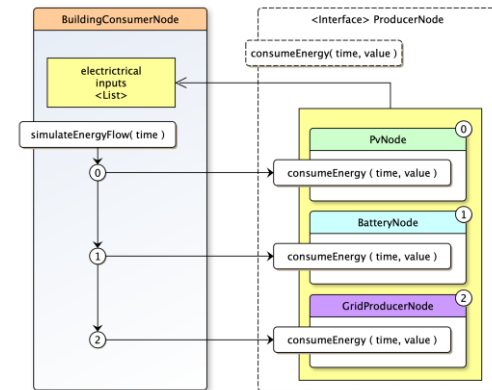 BuildingConsumerNode
<Interface> ProducerNode
consumeEnergy( time, value )
electrictrical
inputs
<List>
simulateEnergyFlow( time )
0
PvNode
0
consumeEnergy ( time, value )
1
BatteryNode
1
consumeEnergy ( time, value )
2
GridProducerNode
2
consumeEnergy ( time, value )